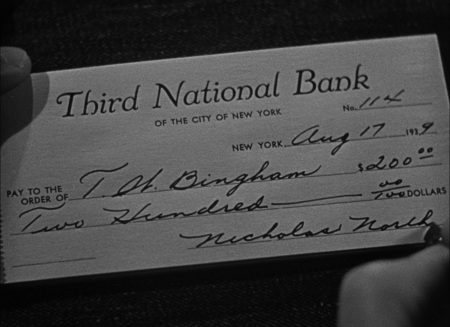 Third National Bank
OF THE CITY OF NEW YORK
No. 114
NEW YORK Aug 17 1939
PAY TO THE ORDER OF T. W. Bingham $200 00
Two Hundred 00/100 DOLLARS
Nicholas North